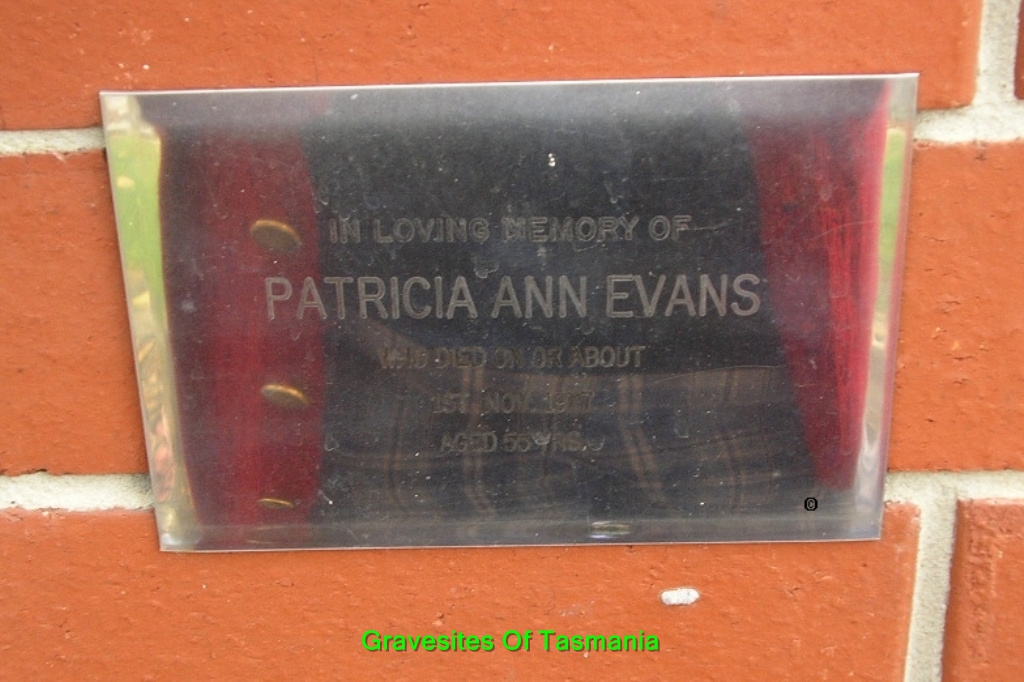 IN LOVING MEMORY OF
PATRICIA ANN EVANS
WHO DIED ON OR ABOUT
1ST. NOV. 1977
AGED 55 YRS.
©
Gravesites Of Tasmania